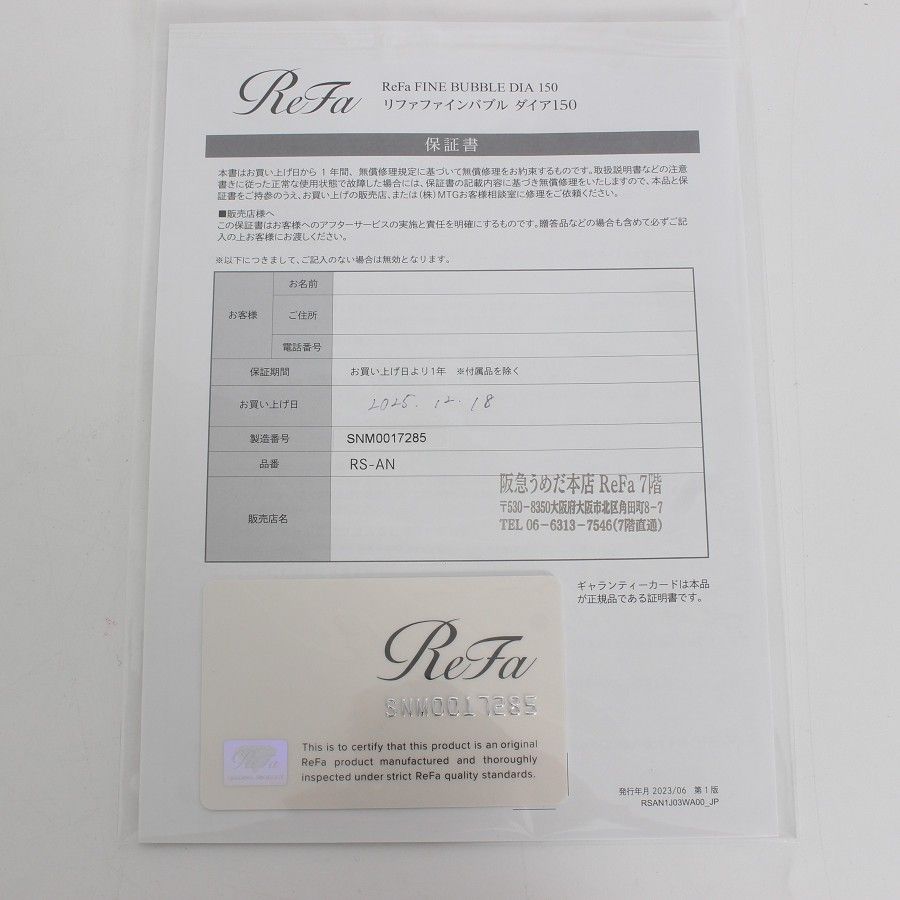 ReFa
ReFa FINE BUBBLE DIA 150
リファファインバブル ダイア150
保証書
本書はお買い上げ日から1年間、無償修理規定に基づいて無償修理をお約束するものです。取扱説明書などの注意
書きに従った正常な使用状態で故障した場合には、保証書の記載内容に基づき無償修理をいたしますので、本品と保
証書をご持参のうえ、お買い上げの販売店、または(株)MTGお客様相談室に修理をご依頼ください。
■販売店様へ
この保証書はお客様へのアフターサービスの実施と責任を明確にするものです。贈答品などの場合も含めて必ずご記
入の上お客様にお渡しください。
※以下につきまして、ご記入のない場合は無効となります。
お客様
お名前
ご住所
電話番号
保証期間 お買い上げ日より1年 ※付属品を除く
お買い上げ日 2025.12.18
製造番号 SNM0017285
品番 RS-AN
販売店名
阪急うめだ本店 ReFa 7階
〒530-8350大阪府大阪市北区角田町8-7
TEL 06-6313-7546(7階直通)
ギャランティーカードは本品
が正規品である証明書です。
ReFa
SNM0017285
ReFa
This is to certify that this product is an original
ReFa product manufactured and thoroughly
inspected under strict ReFa quality standards.
発行年月 2023/06 第1版
RSAN1J03WA00_JP